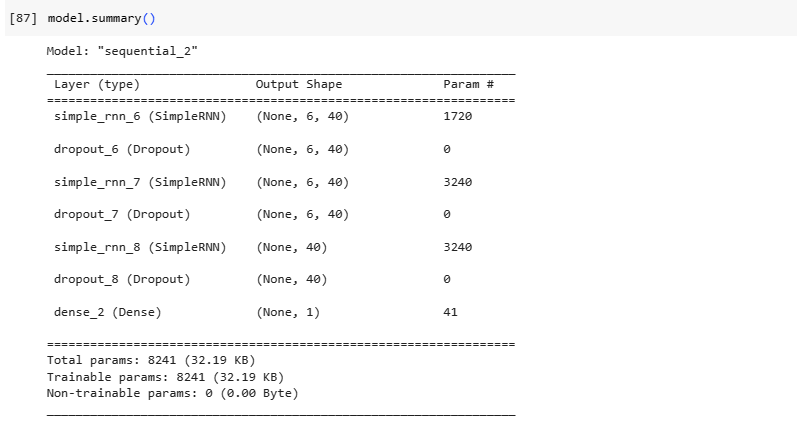 [87] model.summary()
Model: "sequential_2"
_________________________________________________________________
Layer (type) Output Shape Param #
=================================================================
simple_rnn_6 (SimpleRNN) (None, 6, 40) 1720
dropout_6 (Dropout) (None, 6, 40) 0
simple_rnn_7 (SimpleRNN) (None, 6, 40) 3240
dropout_7 (Dropout) (None, 6, 40) 0
simple_rnn_8 (SimpleRNN) (None, 40) 3240
dropout_8 (Dropout) (None, 40) 0
dense_2 (Dense) (None, 1) 41
=================================================================
Total params: 8241 (32.19 KB)
Trainable params: 8241 (32.19 KB)
Non-trainable params: 0 (0.00 Byte)
_________________________________________________________________